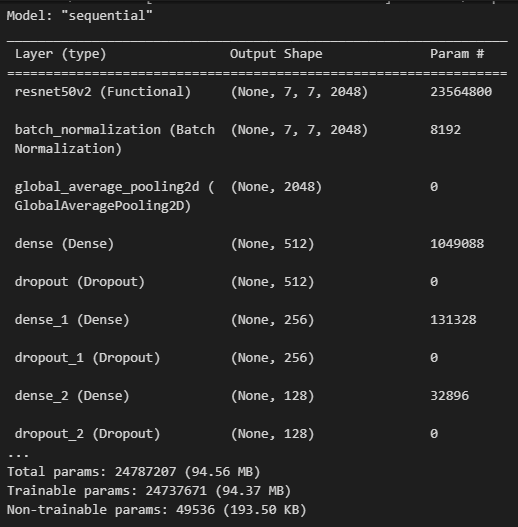 Model: "sequential"
_________________________________________________________________
Layer (type) Output Shape Param #
=================================================================
resnet50v2 (Functional) (None, 7, 7, 2048) 23564800
batch_normalization (Batch (None, 7, 7, 2048) 8192
Normalization)
global_average_pooling2d ( (None, 2048) 0
GlobalAveragePooling2D)
dense (Dense) (None, 512) 1049088
dropout (Dropout) (None, 512) 0
dense_1 (Dense) (None, 256) 131328
dropout_1 (Dropout) (None, 256) 0
dense_2 (Dense) (None, 128) 32896
dropout_2 (Dropout) (None, 128) 0
...
Total params: 24787207 (94.56 MB)
Trainable params: 24737671 (94.37 MB)
Non-trainable params: 49536 (193.50 KB)